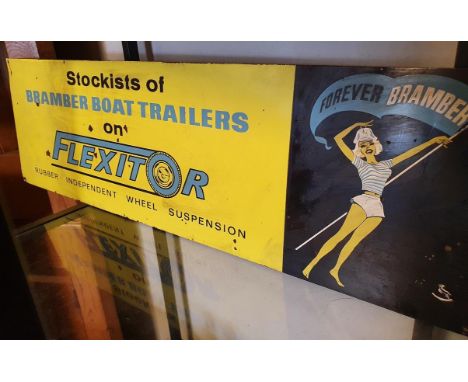 Stockists of
BRAMBER BOAT TRAILERS
on
FLEXITOR
RUBBER INDEPENDENT WHEEL SUSPENSION
FOREVER BRAMBER